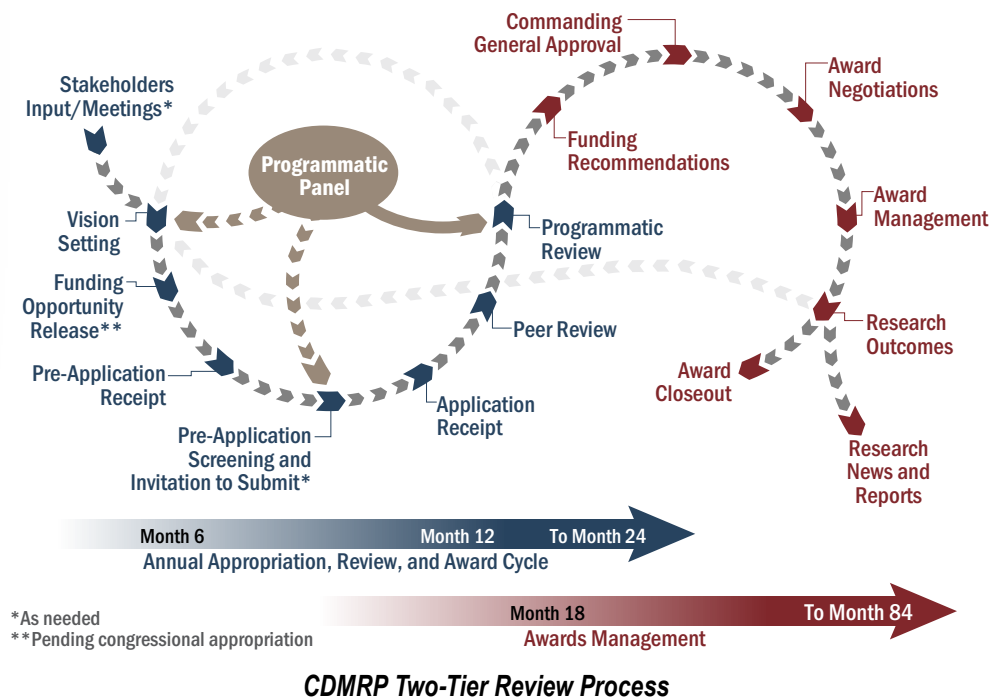 Commanding
General Approval
Stakeholders
Input/Meetings*
Award
Negotiations
Programmatic
Panel
Funding
Recommendations
Vision
Setting
Award
Management
Programmatic
Review
Funding
Opportunity
Release**
Peer Review
Research
Outcomes
Pre-Application
Receipt
Award
Closeout
Application
Receipt
Pre-Application
Screening and
Invitation to Submit*
Research
News and
Reports
Month 6
Month 12
To Month 24
Annual Appropriation, Review, and Award Cycle
Month 18
To Month 84
Awards Management
*As needed
**Pending congressional appropriation
CDMRP Two-Tier Review Process